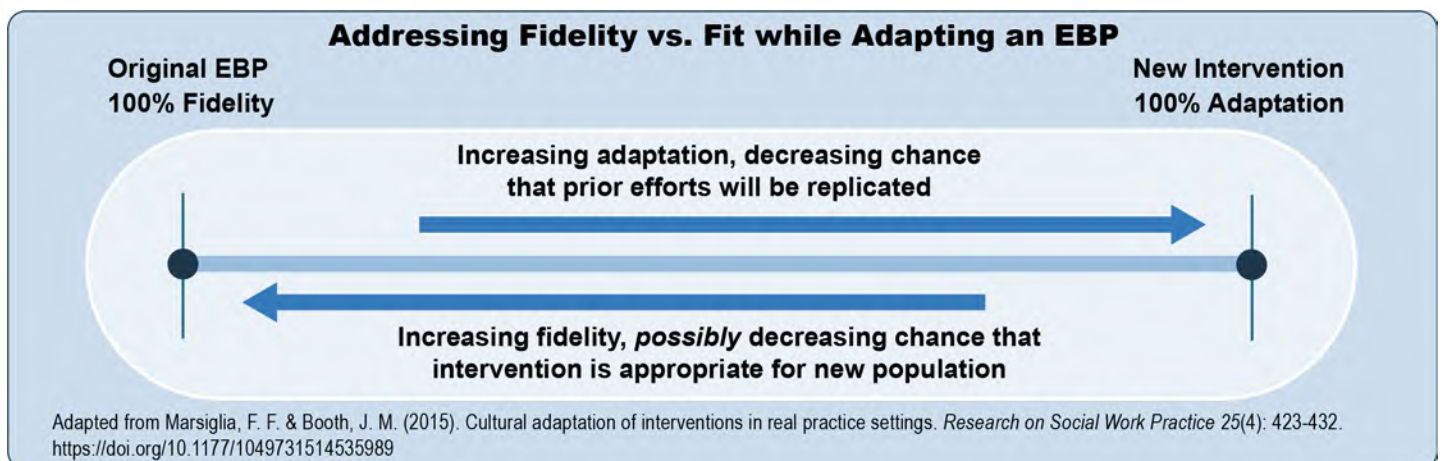 Addressing Fidelity vs. Fit while Adapting an EBP
Original EBP
100% Fidelity
New Intervention
100% Adaptation
Increasing adaptation, decreasing chance
that prior efforts will be replicated
Increasing fidelity, possibly decreasing chance that
intervention is appropriate for new population
Adapted from Marsiglia, F. F. & Booth, J. M. (2015). Cultural adaptation of interventions in real practice settings. Research on Social Work Practice 25(4): 423-432.
https://doi.org/10.1177/1049731514535989